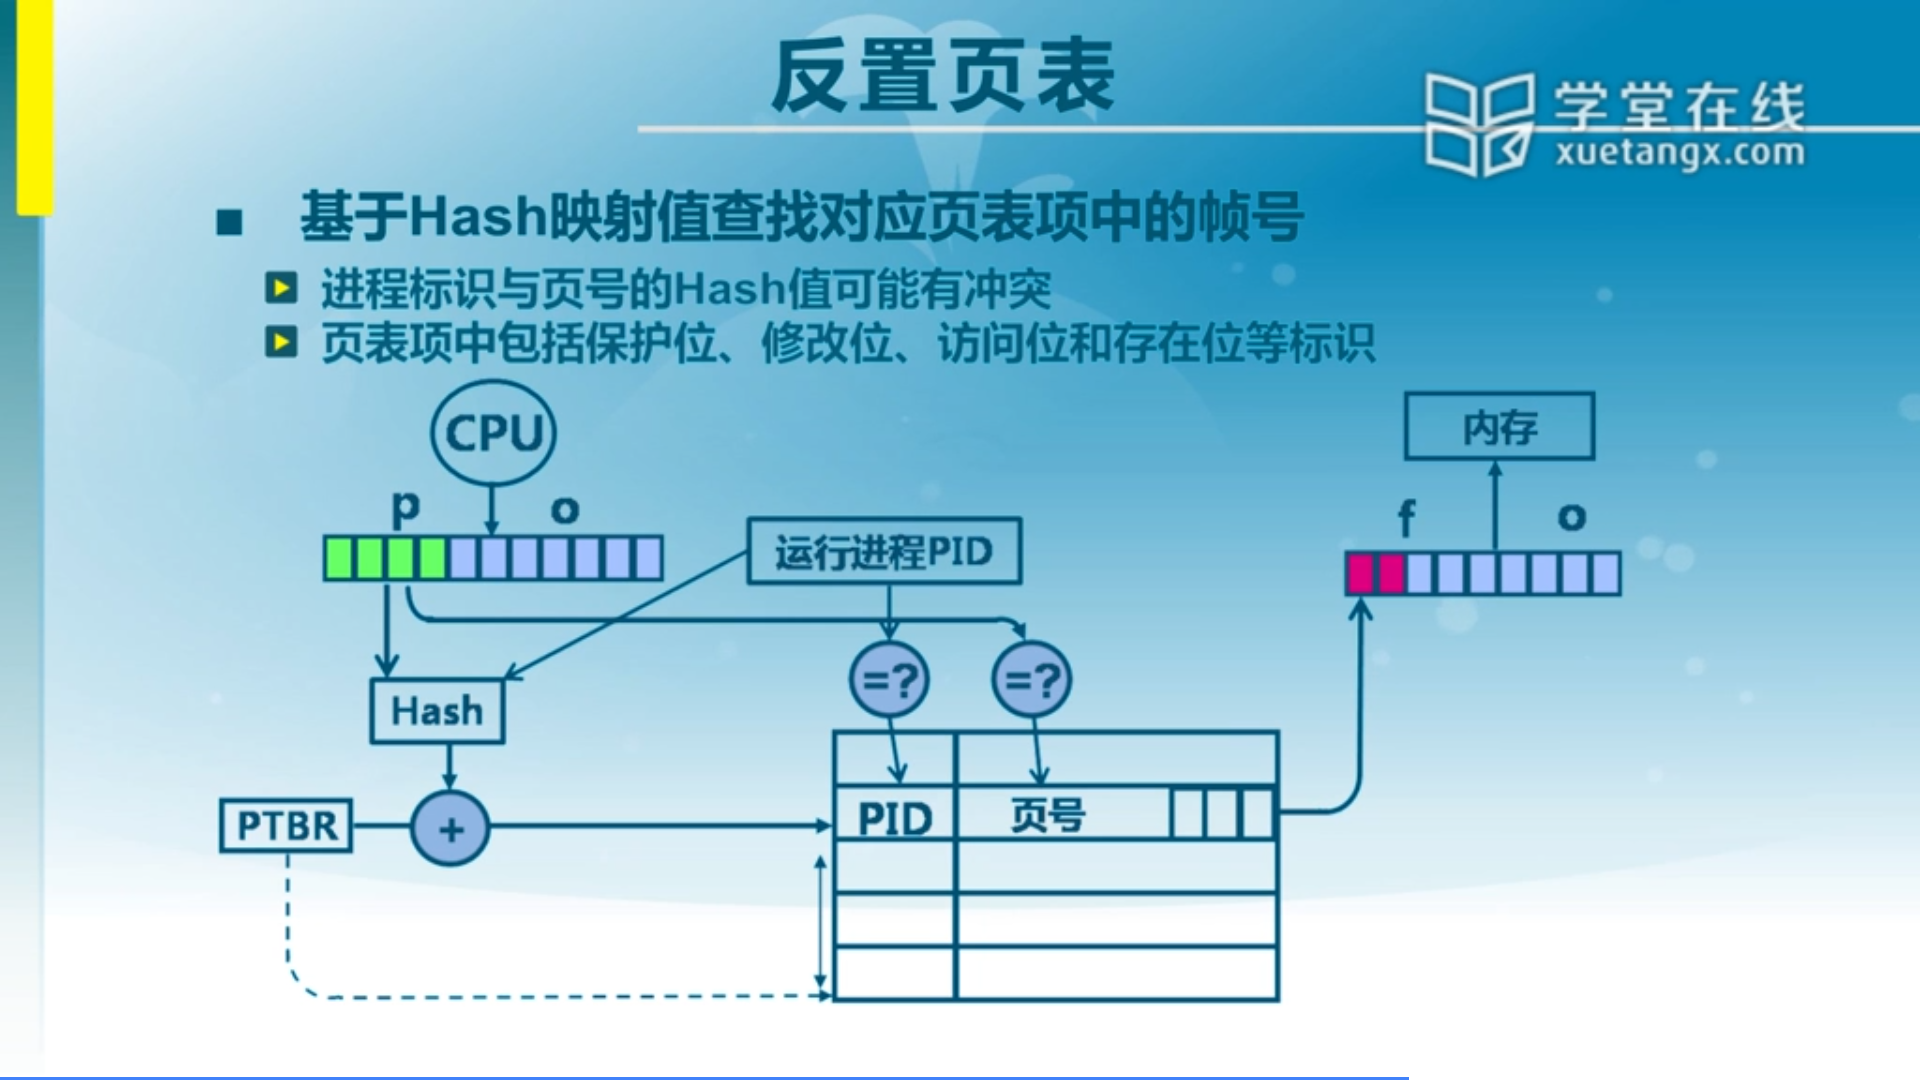 反置页表
学堂在线
xuetangx.com
基于Hash映射值查找对应页表项中的帧号
进程标识与页号的Hash值可能有冲突
页表项中包括保护位、修改位、访问位和存在位等标识
CPU
内存
p
o
f
o
运行进程PID
=?
=?
Hash
PTBR
+
PID
页号